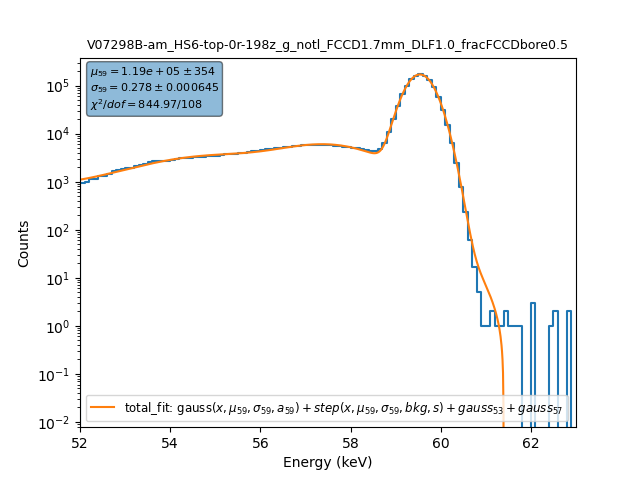 V07298B-am_HS6-top-0r-198z_g_notl_FCCD1.7mm_DLF1.0_fracFCCDbore0.5
μ₅₉ = 1.19e + 05 ± 354
σ₅₉ = 0.278 ± 0.000645
χ²/dof = 844.97/108
10⁵
10⁴
10³
10²
10¹
10⁰
10⁻¹
10⁻²
Counts
total_fit: gauss(x, μ₅₉, σ₅₉, a₅₉) + step(x, μ₅₉, σ₅₉, bkg, s) + gauss₅₃ + gauss₅₇
52 54 56 58 60 62
Energy (keV)